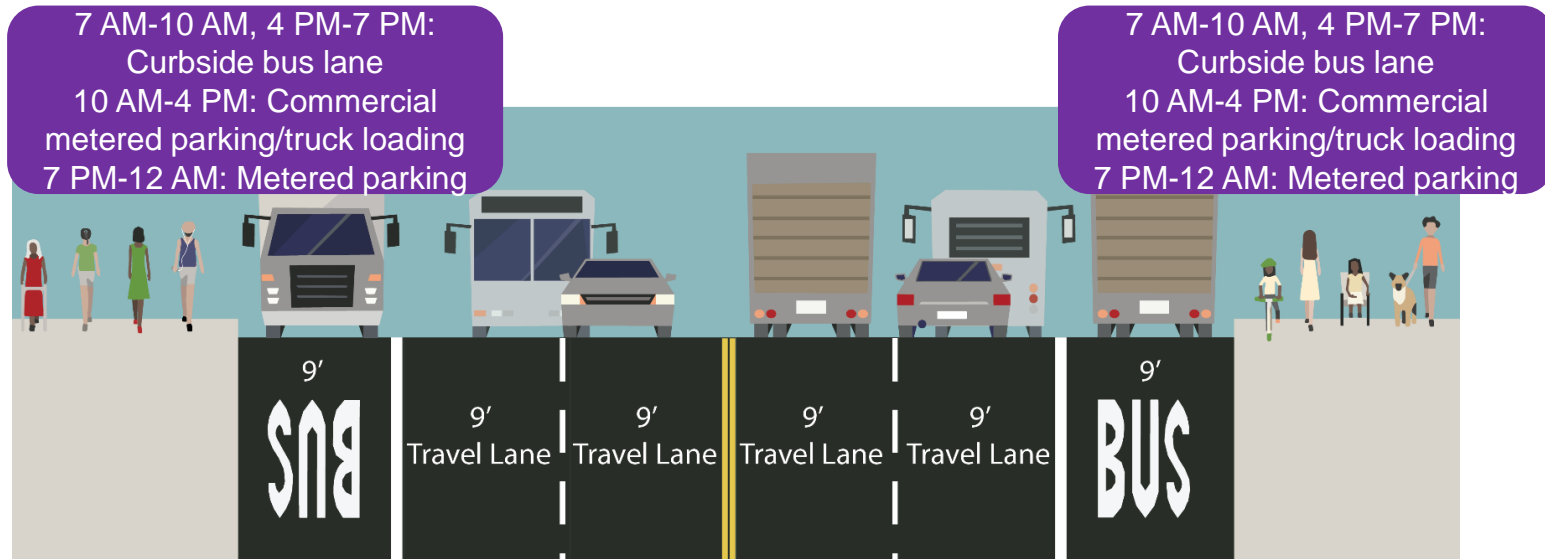 7 AM-10 AM, 4 PM-7 PM:
Curbside bus lane
10 AM-4 PM: Commercial
metered parking/truck loading
7 PM-12 AM: Metered parking
7 AM-10 AM, 4 PM-7 PM:
Curbside bus lane
10 AM-4 PM: Commercial
metered parking/truck loading
7 PM-12 AM: Metered parking
9′
BUS
9′
Travel Lane
9′
Travel Lane
9′
Travel Lane
9′
Travel Lane
9′
BUS